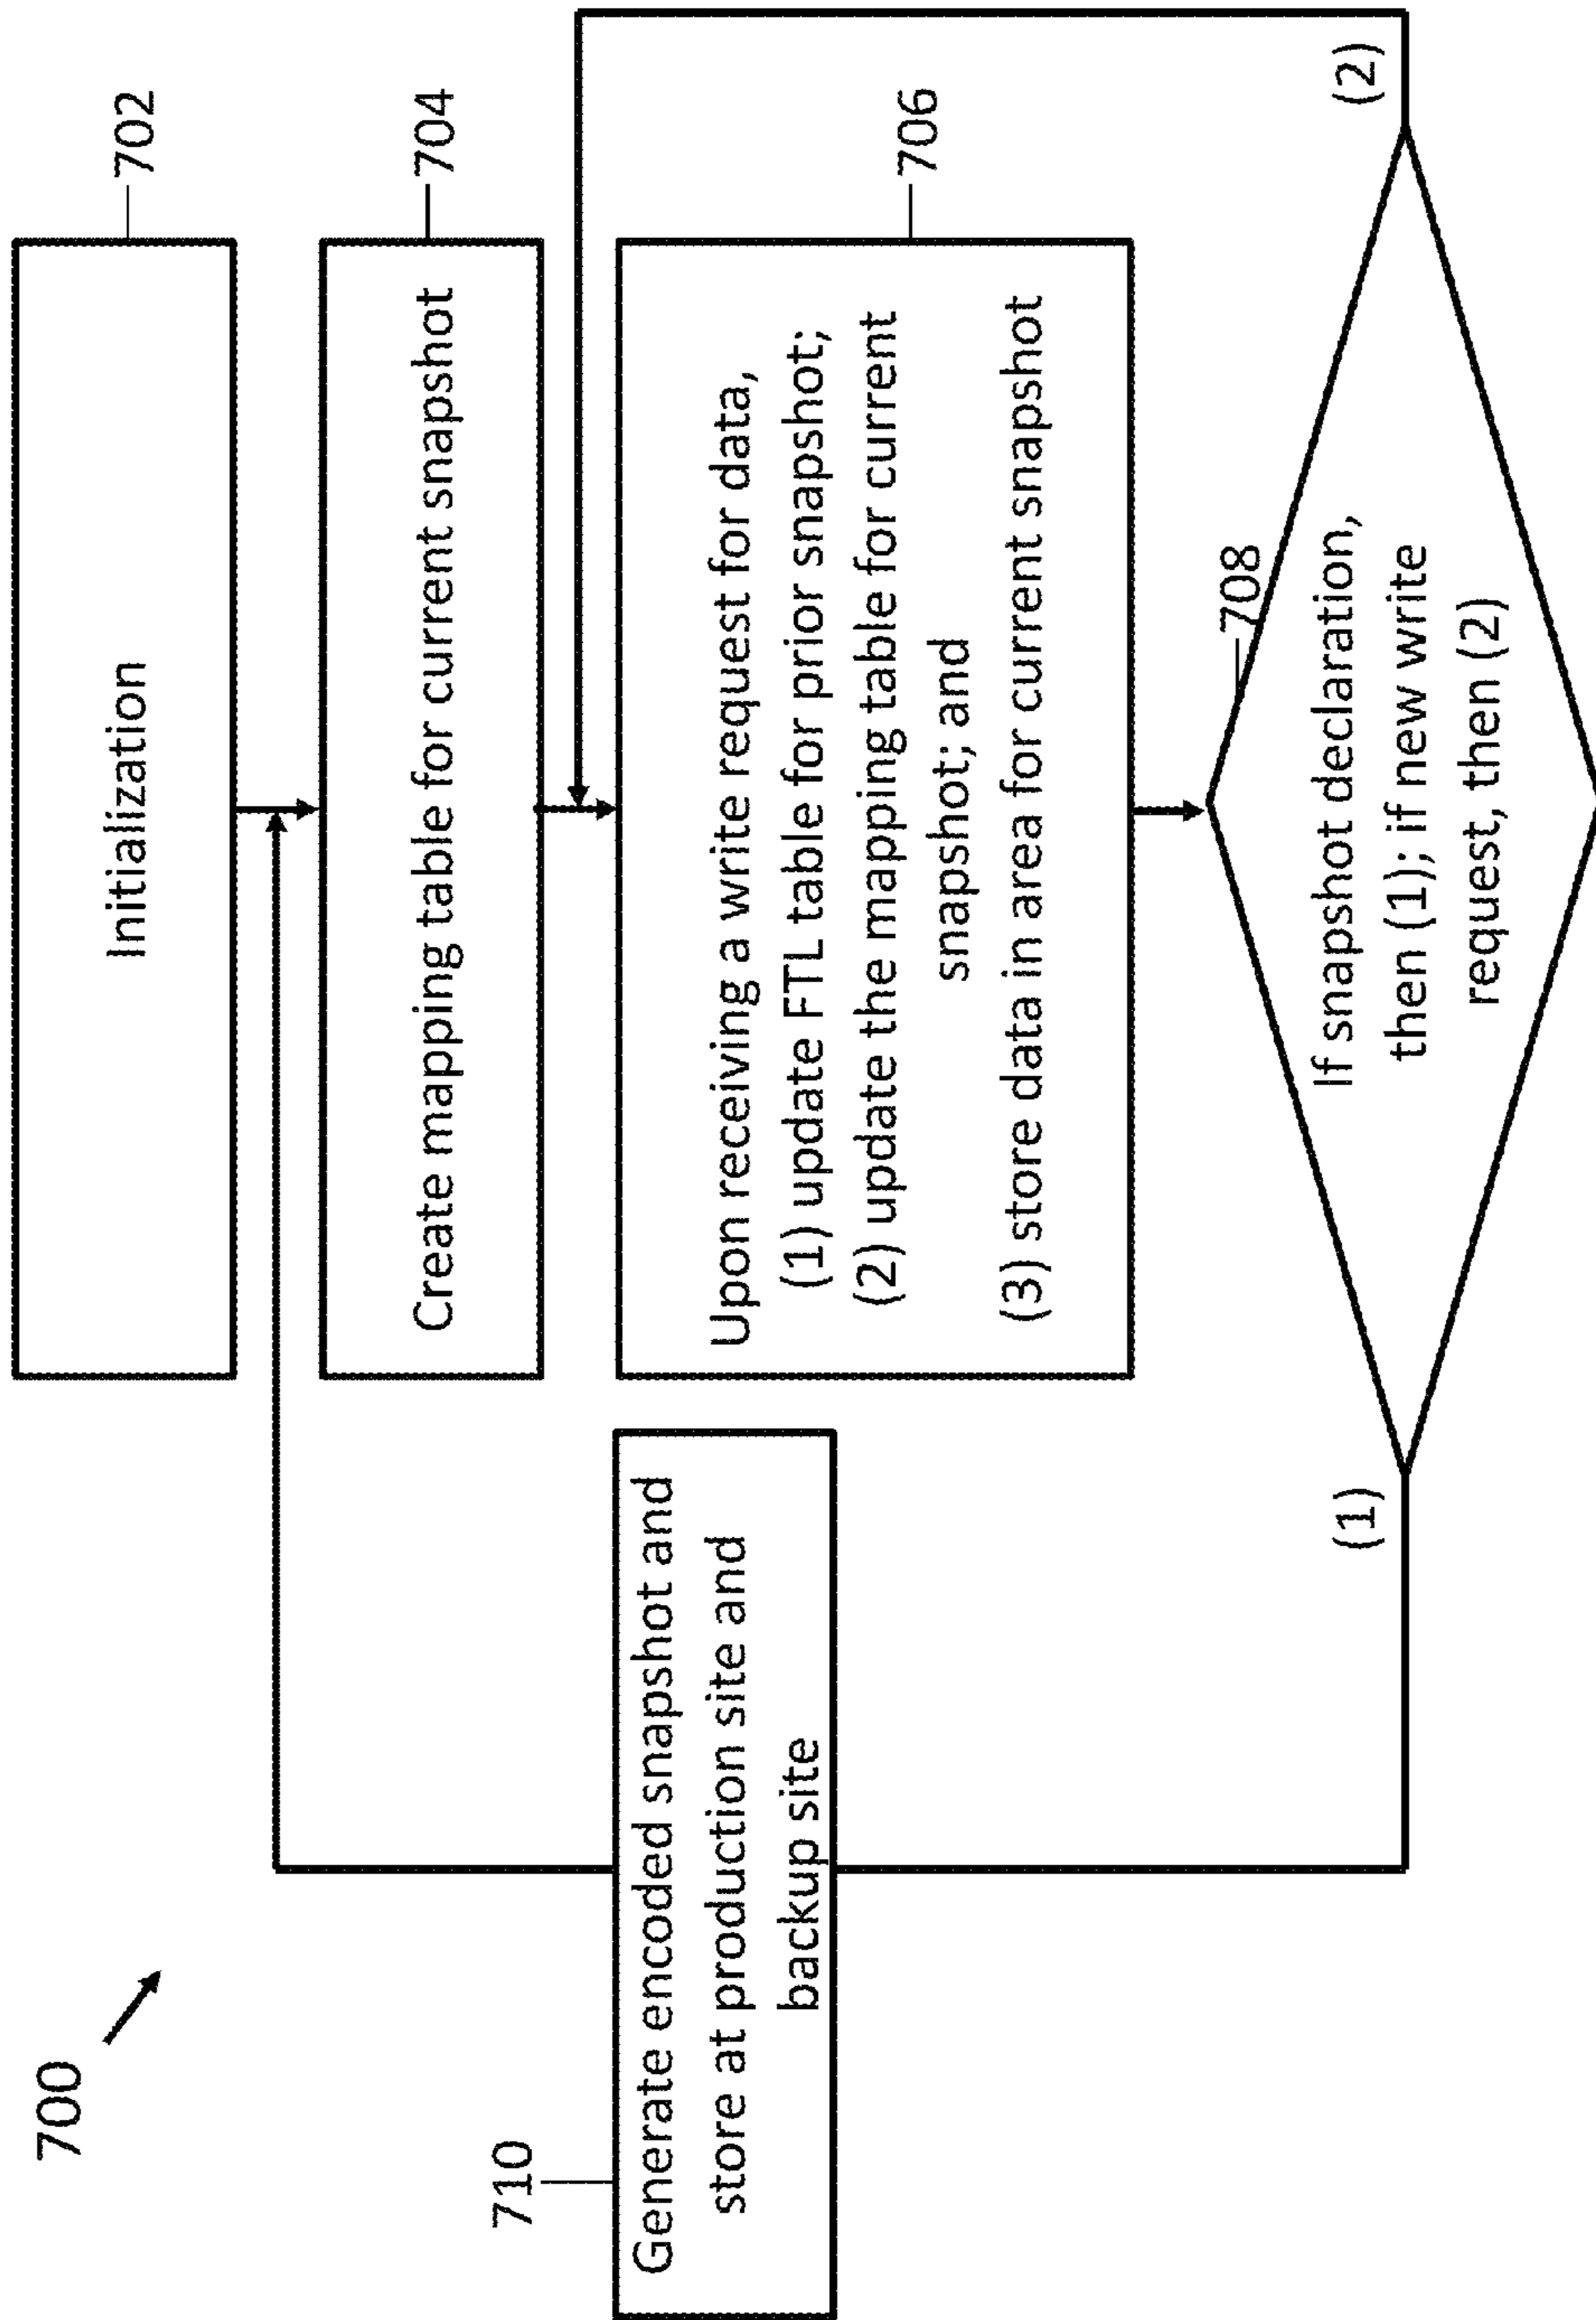 700
Initialization
702
Create mapping table for current snapshot
704
Upon receiving a write request for data,
(1) update FTL table for prior snapshot;
(2) update the mapping table for current
snapshot; and
(3) store data in area for current snapshot
706
708
If snapshot declaration,
then (1); if new write
request, then (2)
(1)
(2)
710
Generate encoded snapshot and
store at production site and
backup site